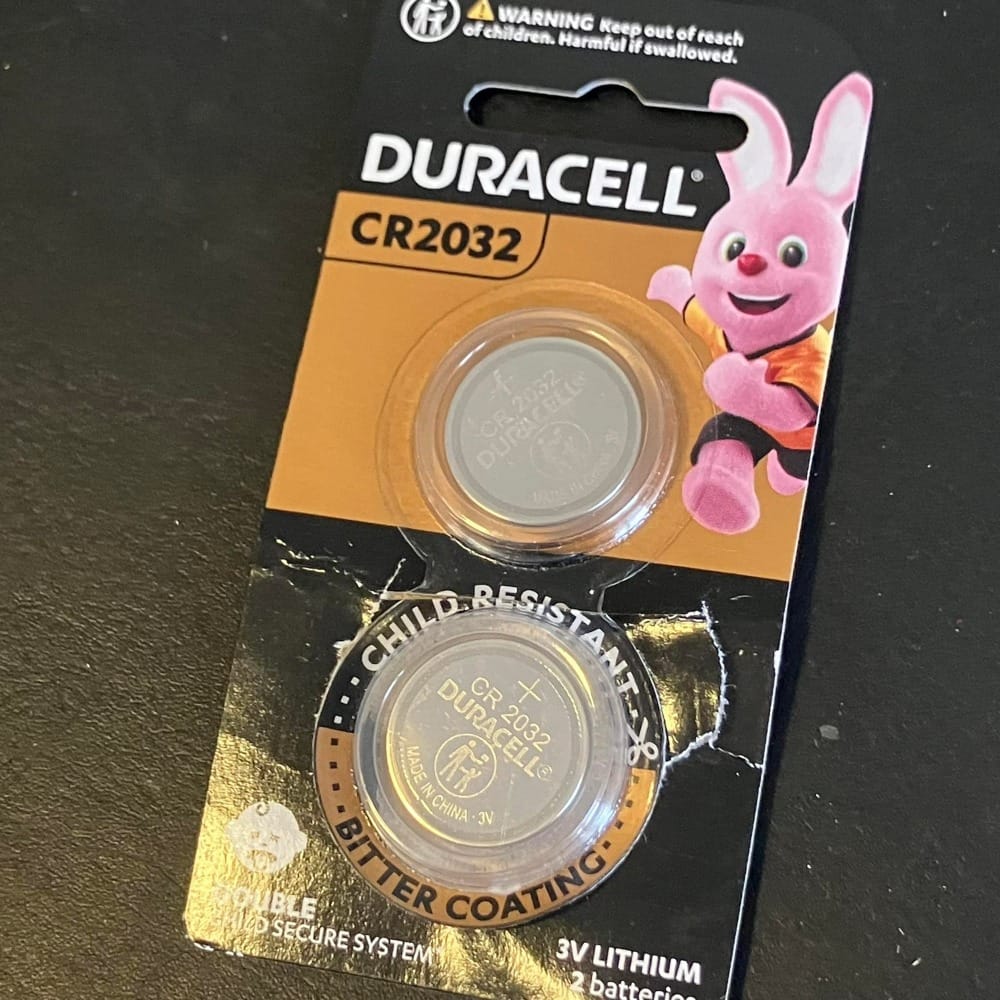 WARNING Keep out of reach
of children. Harmful if swallowed.
DURACELL®
CR2032
CR 2032
DURACELL®
MADE IN CHINA 3V
CHILD RESISTANT
CR 2032
DURACELL®
MADE IN CHINA · 3V
BITTER COATING
DOUBLE
CHILD SECURE SYSTEM
3V LITHIUM
2 batteries